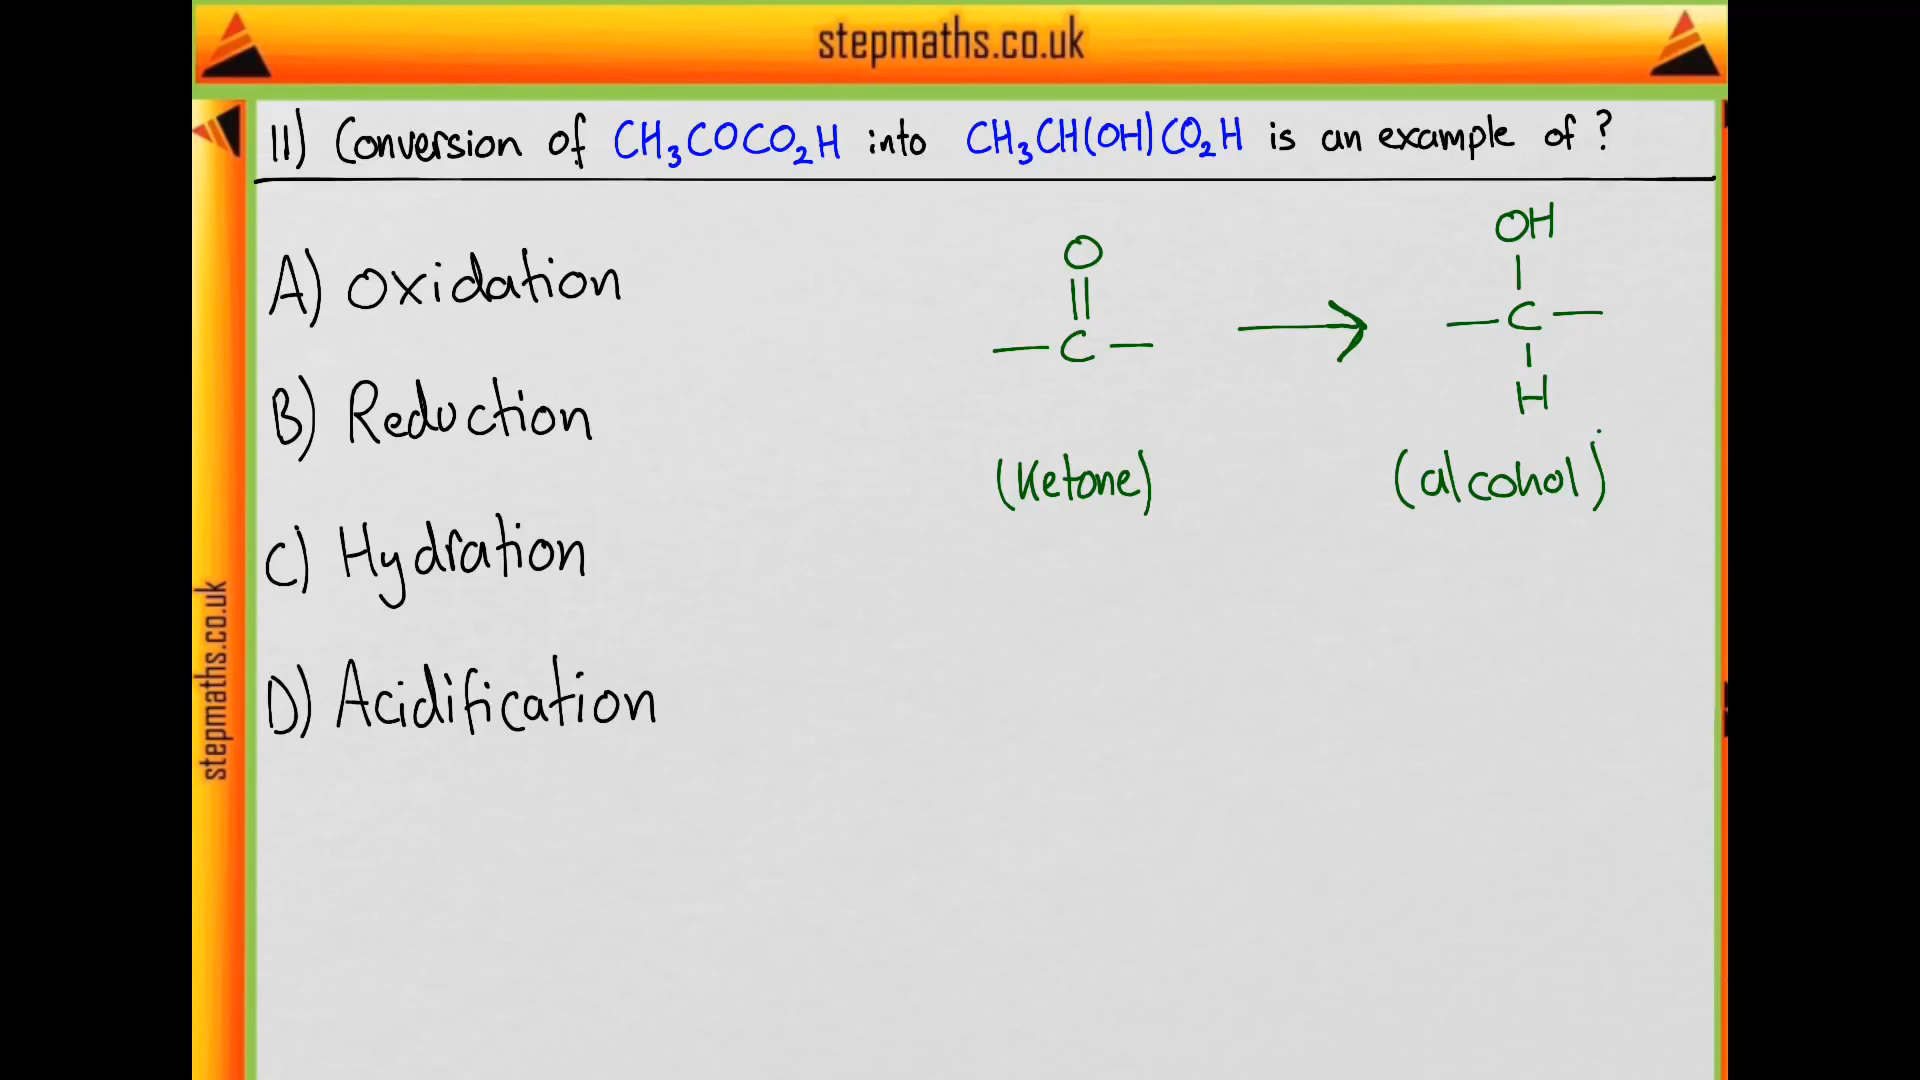 stepmaths.co.uk
11) Conversion of CH₃COCO₂H into CH₃CH(OH)CO₂H is an example of ?
A) Oxidation
B) Reduction
C) Hydration
D) Acidification
O
||
— C —
(Ketone)
OH
|
— C —
|
H
(alcohol)
stepmaths.co.uk